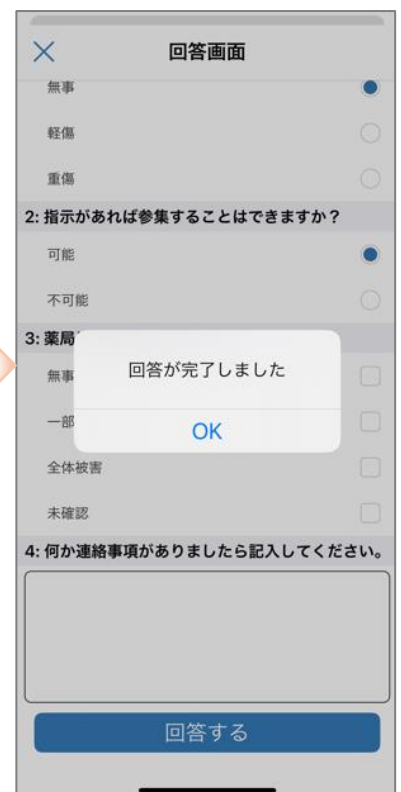 回答画面
無事
軽傷
重傷
2: 指示があれば参集することはできますか？
可能
不可能
3: 薬局
無事
一部
全体被害
未確認
4: 何か連絡事項がありましたら記入してください。
回答する
回答が完了しました
OK